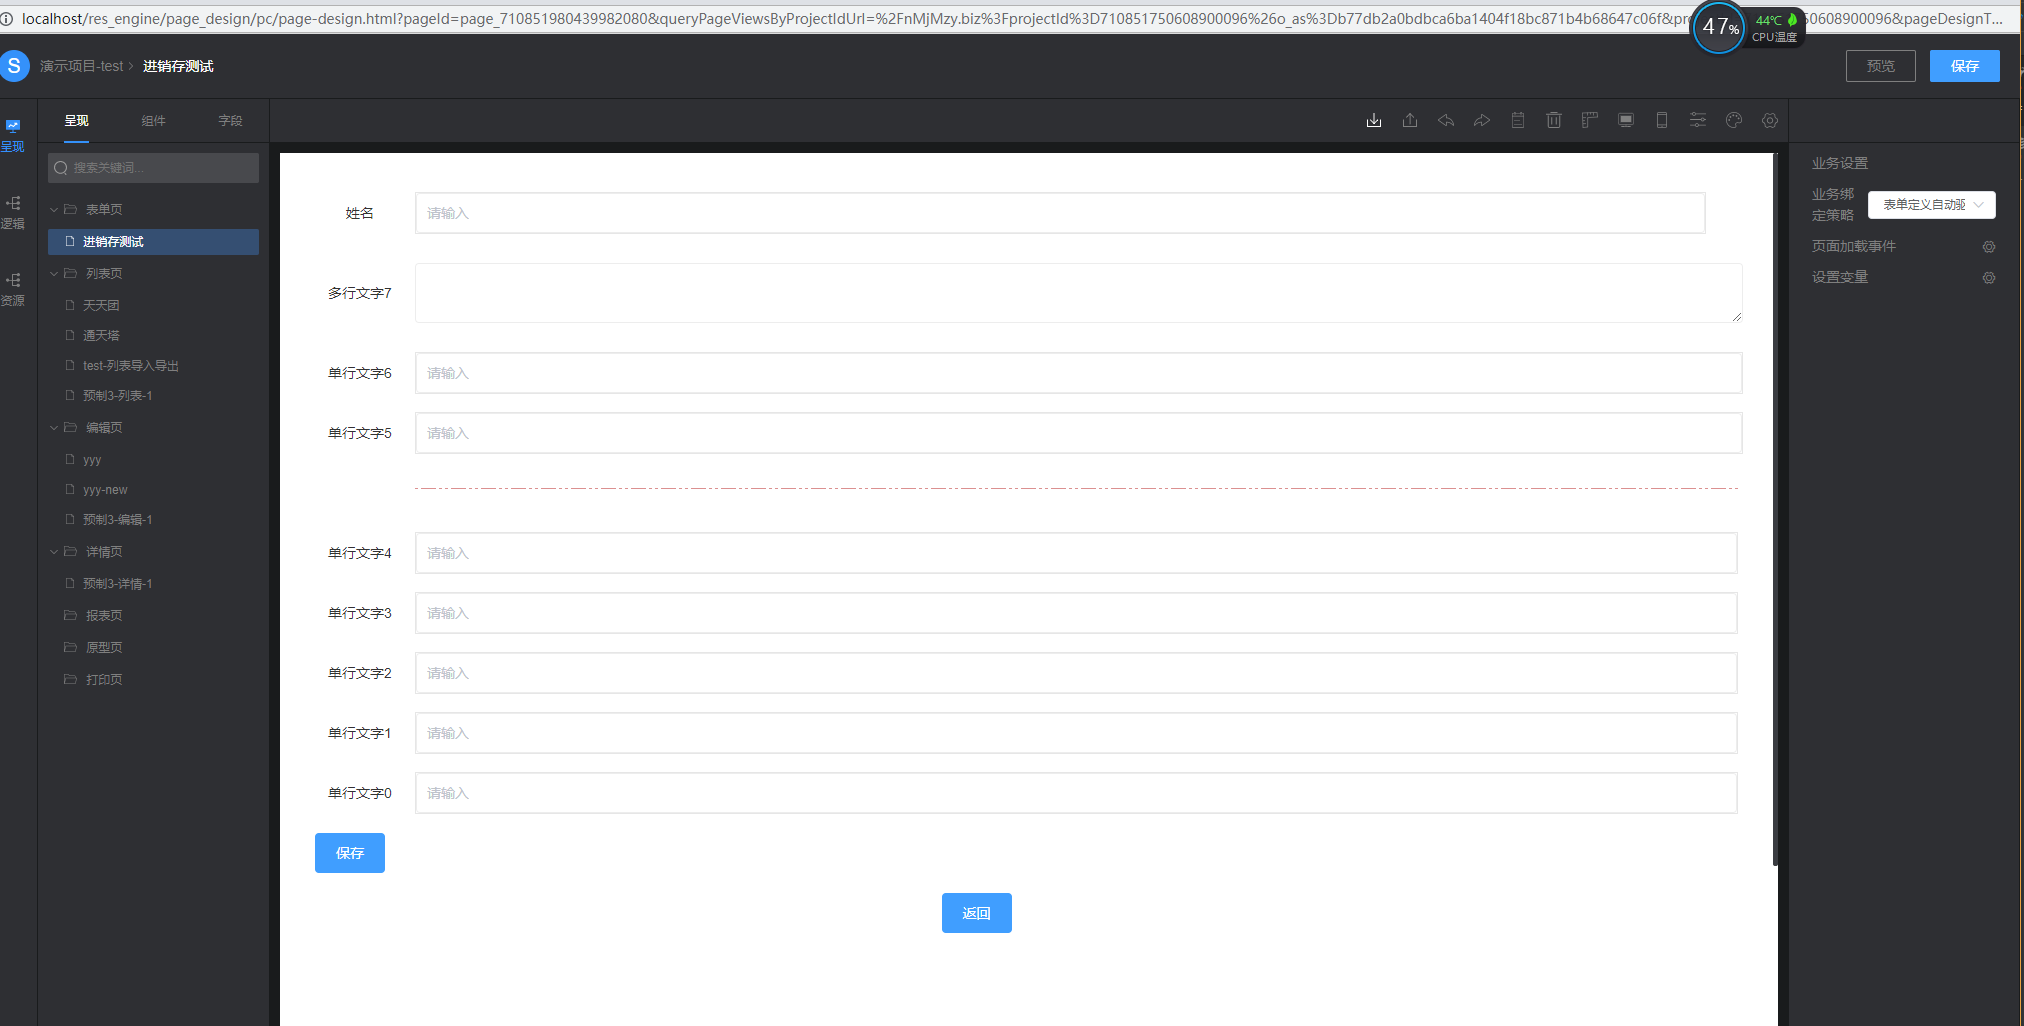 localhost/res_engine/page_design/pc/page-design.html?pageId=page_710851980439982080&queryPageViewsByProjectIdUrl=%2FnMjMzy.biz%3FprojectId%3D710851750608900096%26o_as%3Db77db2a0bdbca6ba1404f18bc871b4b68647c06f&pro
50608900096&pageDesignT...
47%
44℃
CPU温度
S
演示项目-test > 进销存测试
预览
保存
呈现
逻辑
资源
呈现 组件 字段
搜索关键词...
表单页
进销存测试
列表页
天天团
通天塔
test-列表导入导出
预制3-列表-1
编辑页
yyy
yyy-new
预制3-编辑-1
详情页
预制3-详情-1
报表页
原型页
打印页
姓名 请输入
多行文字7
单行文字6 请输入
单行文字5 请输入
单行文字4 请输入
单行文字3 请输入
单行文字2 请输入
单行文字1 请输入
单行文字0 请输入
保存
返回
业务设置
业务绑
定策略
表单定义自动驱
页面加载事件
设置变量